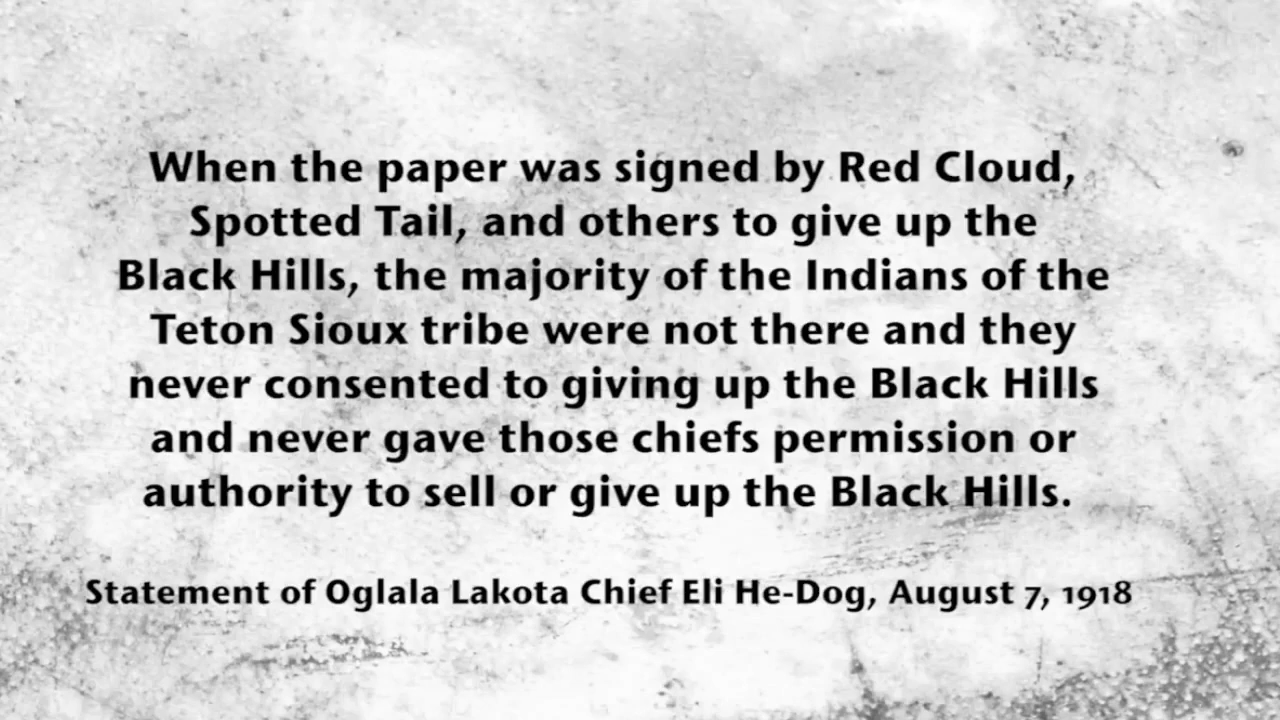 When the paper was signed by Red Cloud,
Spotted Tail, and others to give up the
Black Hills, the majority of the Indians of the
Teton Sioux tribe were not there and they
never consented to giving up the Black Hills
and never gave those chiefs permission or
authority to sell or give up the Black Hills.
Statement of Oglala Lakota Chief Eli He-Dog, August 7, 1918